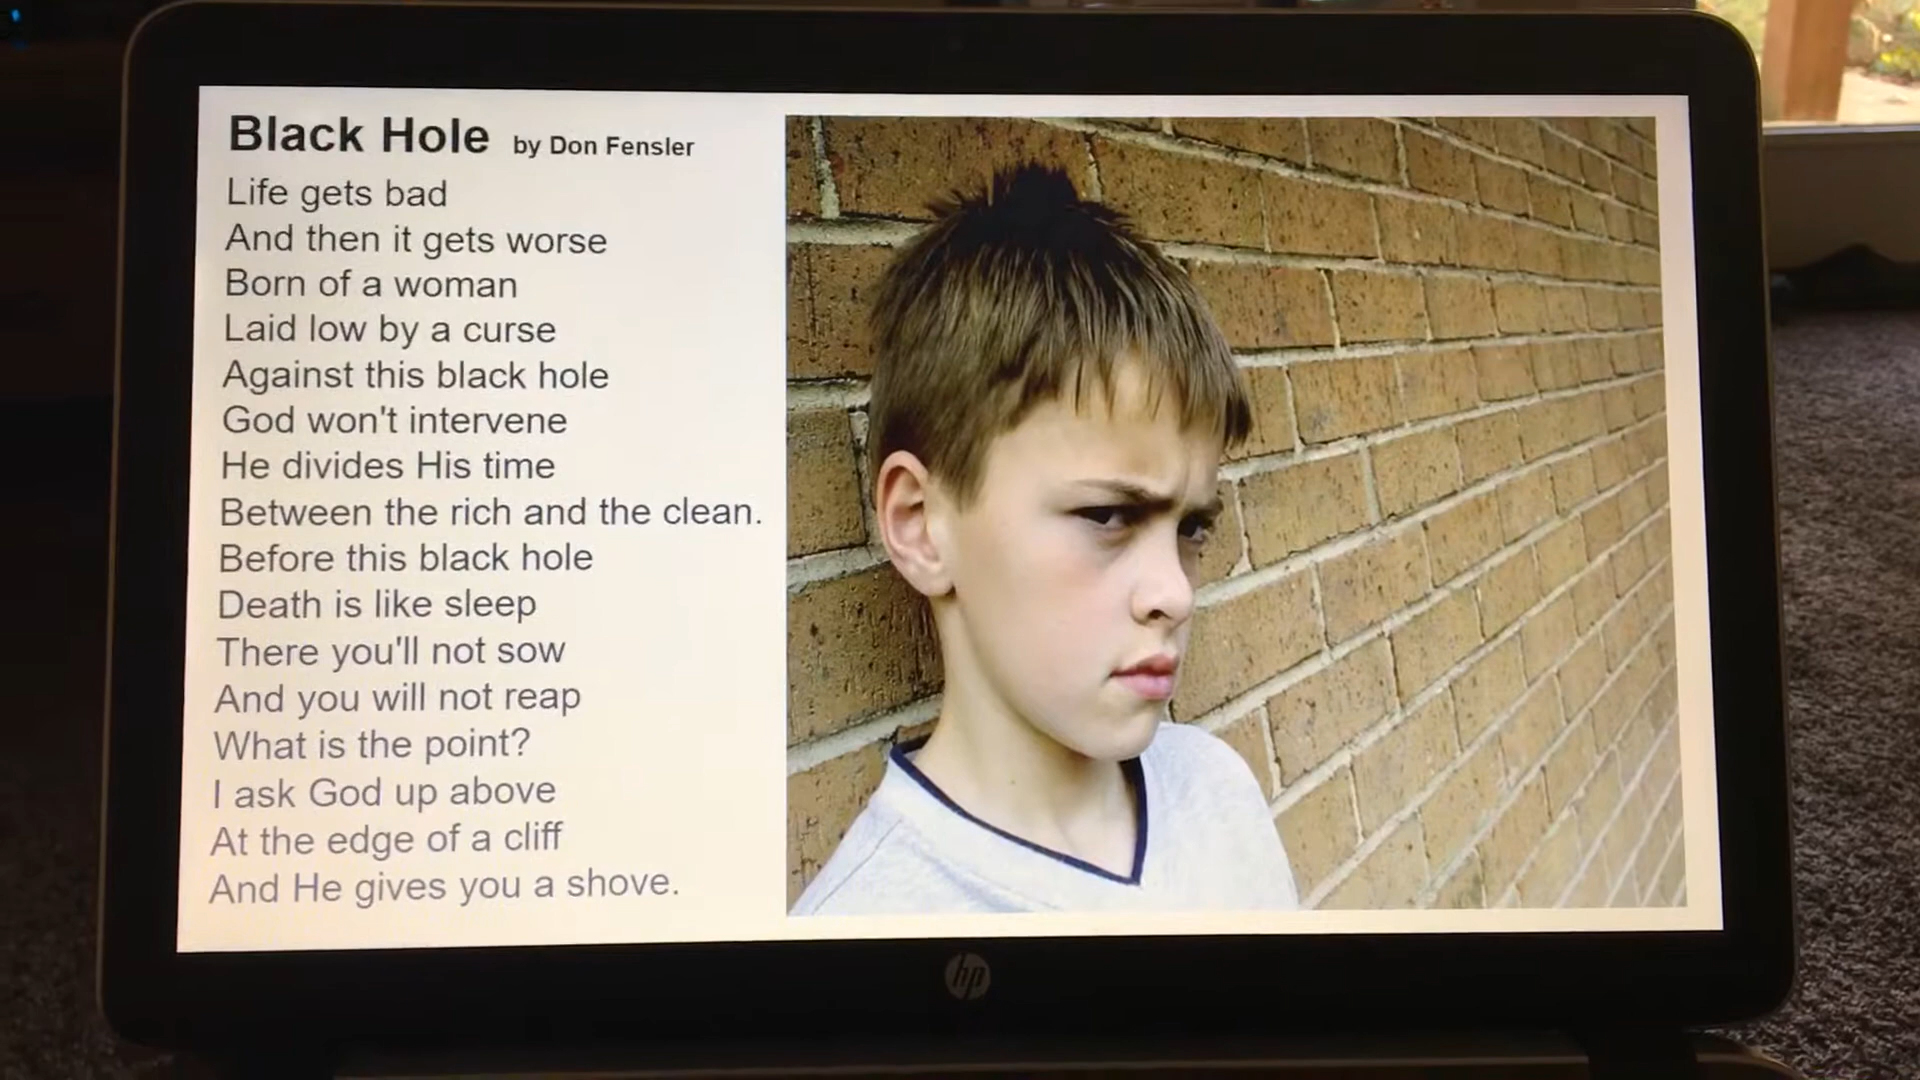 Black Hole by Don Fensler
Life gets bad
And then it gets worse
Born of a woman
Laid low by a curse
Against this black hole
God won't intervene
He divides His time
Between the rich and the clean.
Before this black hole
Death is like sleep
There you'll not sow
And you will not reap
What is the point?
I ask God up above
At the edge of a cliff
And He gives you a shove.
hp